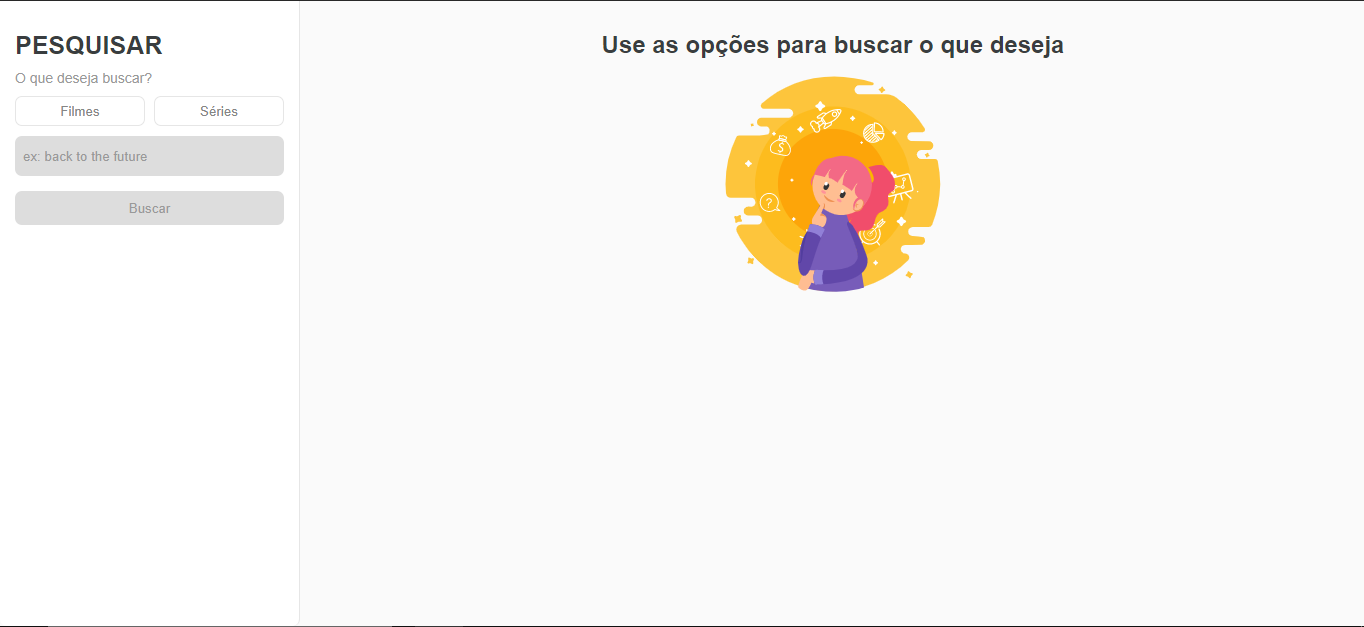 PESQUISAR
O que deseja buscar?
Filmes
Séries
ex: back to the future
Buscar
Use as opções para buscar o que deseja
$
?